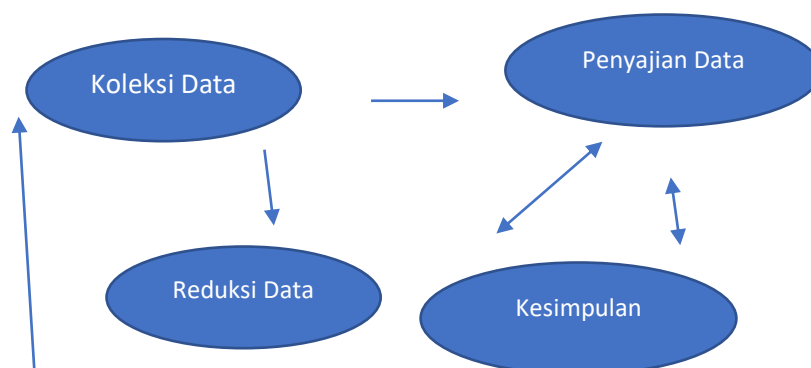 Koleksi Data
Penyajian Data
Reduksi Data
Kesimpulan